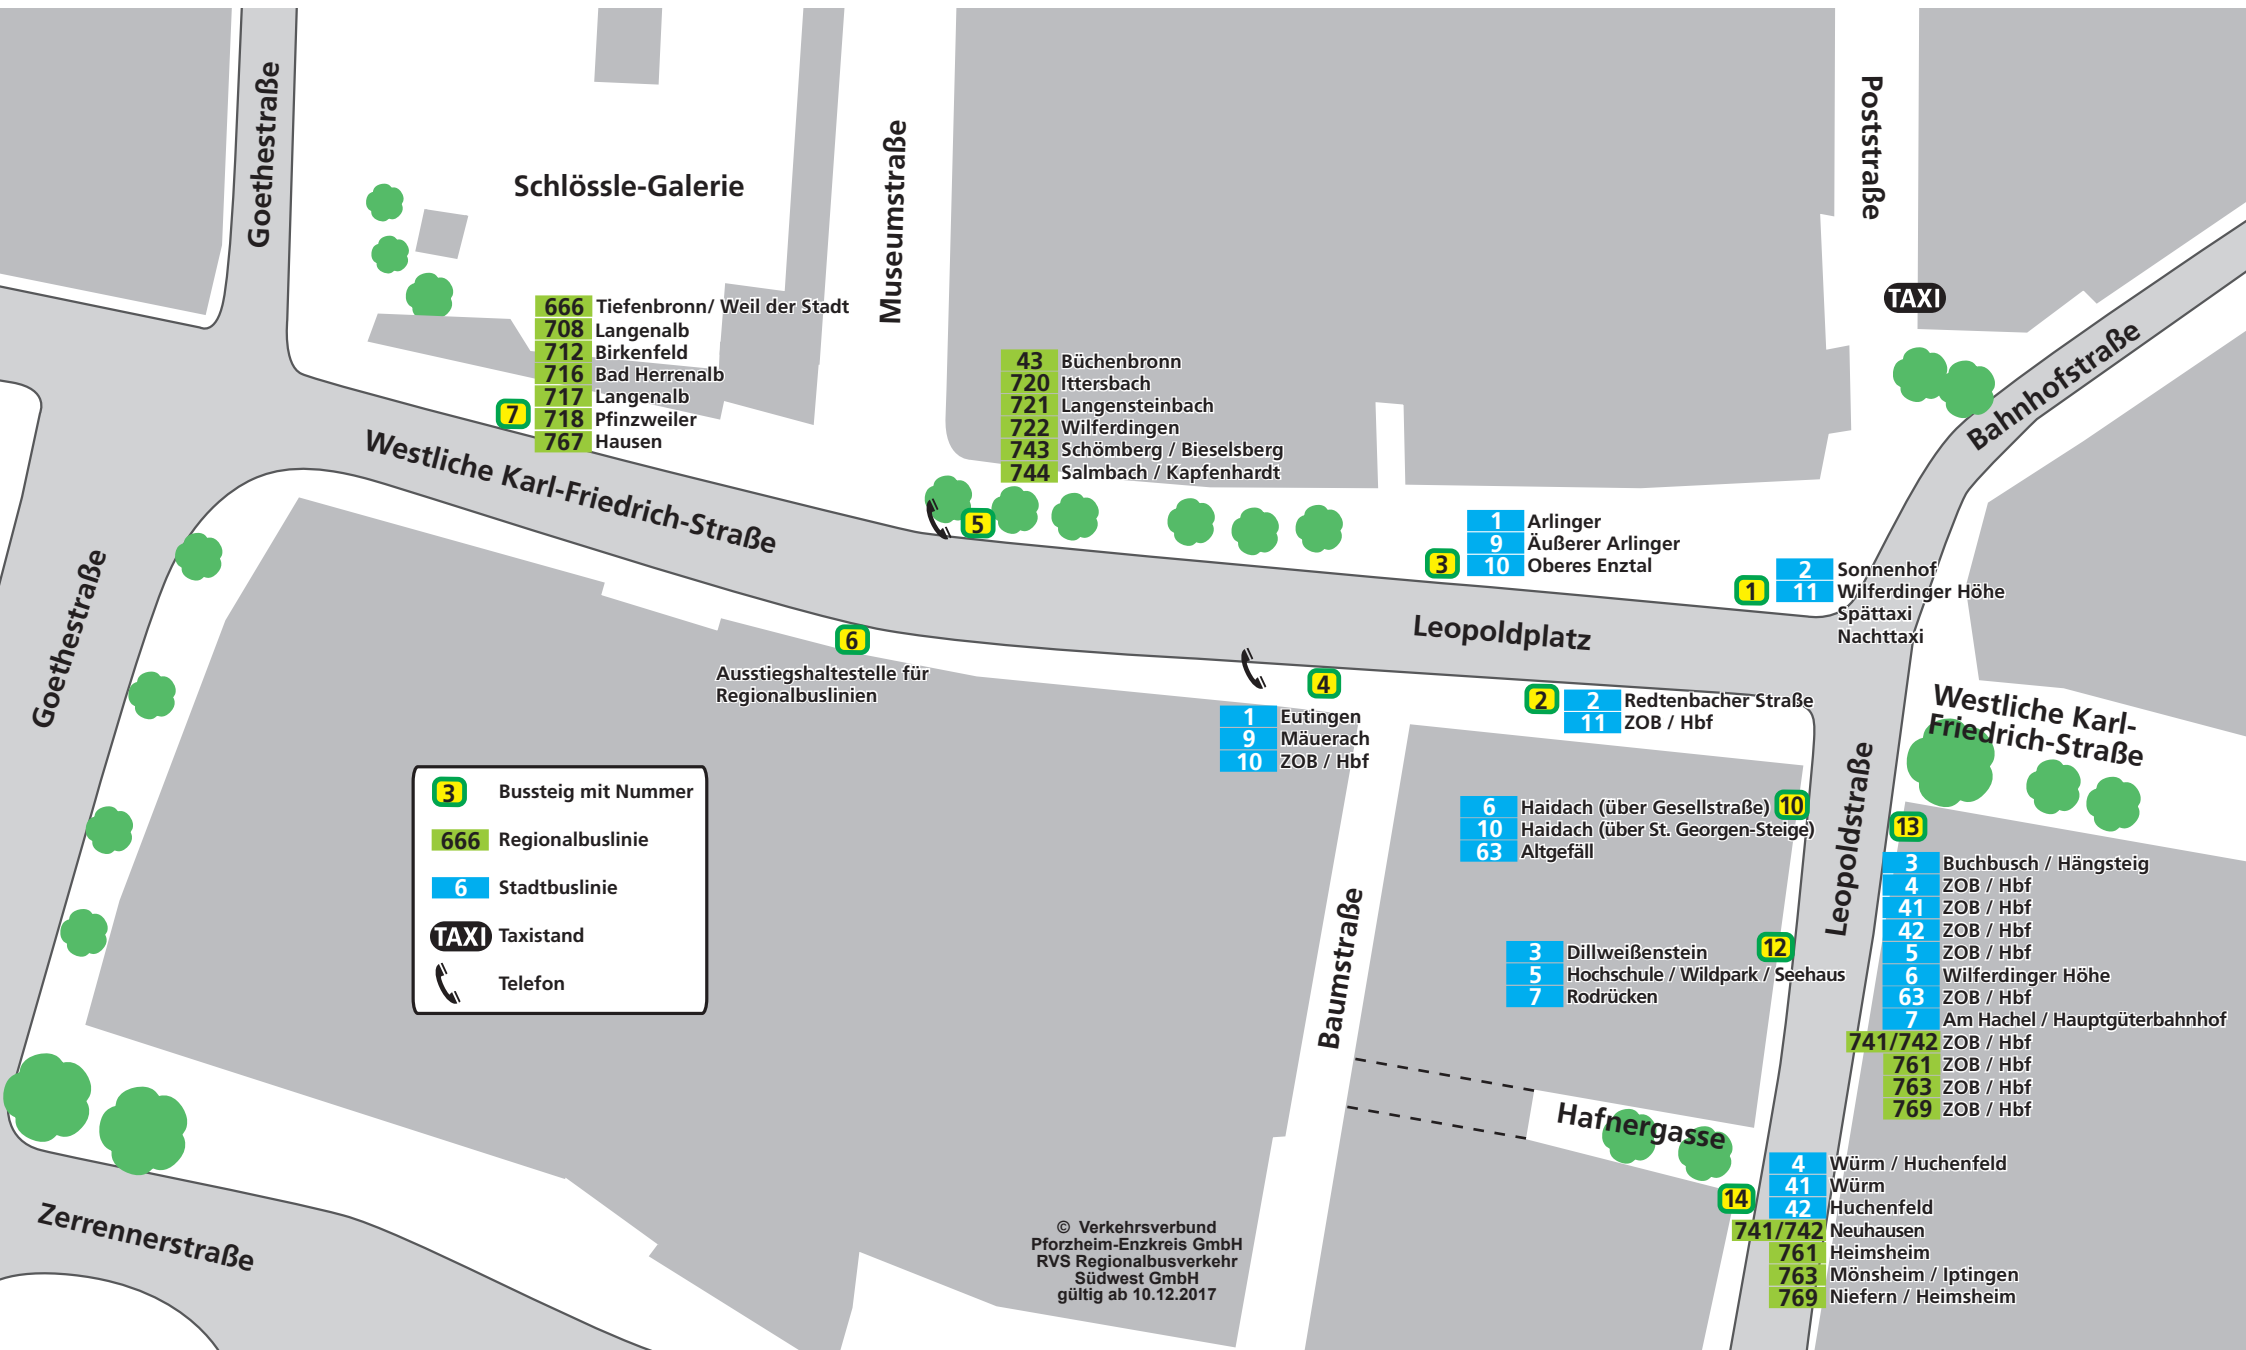 Goethestraße
Schlössle-Galerie
Museumstraße
Poststraße
TAXI
Bahnhofstraße
7
666 Tiefenbronn/ Weil der Stadt
708 Langenalb
712 Birkenfeld
716 Bad Herrenalb
717 Langenalb
718 Pfinzweiler
767 Hausen
Westliche Karl-Friedrich-Straße
5
43 Büchenbronn
720 Ittersbach
721 Langensteinbach
722 Wilferdingen
743 Schömberg / Bieselsberg
744 Salmbach / Kapfenhardt
3
1 Arlinger
9 Äußerer Arlinger
10 Oberes Enztal
1
2 Sonnenhof
11 Wilferdinger Höhe
Spättaxi
Nachttaxi
Leopoldplatz
Goethestraße
6
Ausstiegshaltestelle für
Regionalbuslinien
4
1 Eutingen
9 Mäuerach
10 ZOB / Hbf
2
2 Redtenbacher Straße
11 ZOB / Hbf
Westliche Karl-
Friedrich-Straße
Leopoldstraße
10
6 Haidach (über Gesellstraße)
10 Haidach (über St. Georgen-Steige)
63 Altgefäll
13
3 Buchbusch / Hängsteig
4 ZOB / Hbf
41 ZOB / Hbf
42 ZOB / Hbf
5 ZOB / Hbf
6 Wilferdinger Höhe
63 ZOB / Hbf
7 Am Hachel / Hauptgüterbahnhof
741/742 ZOB / Hbf
761 ZOB / Hbf
763 ZOB / Hbf
769 ZOB / Hbf
12
3 Dillweißenstein
5 Hochschule / Wildpark / Seehaus
7 Rodrücken
Baumstraße
3 Bussteig mit Nummer
666 Regionalbuslinie
6 Stadtbuslinie
TAXI Taxistand
Telefon
Hafnergasse
14
4 Würm / Huchenfeld
41 Würm
42 Huchenfeld
741/742 Neuhausen
761 Heimsheim
763 Mönsheim / Iptingen
769 Niefern / Heimsheim
Zerrennerstraße
© Verkehrsverbund
Pforzheim-Enzkreis GmbH
RVS Regionalbusverkehr
Südwest GmbH
gültig ab 10.12.2017